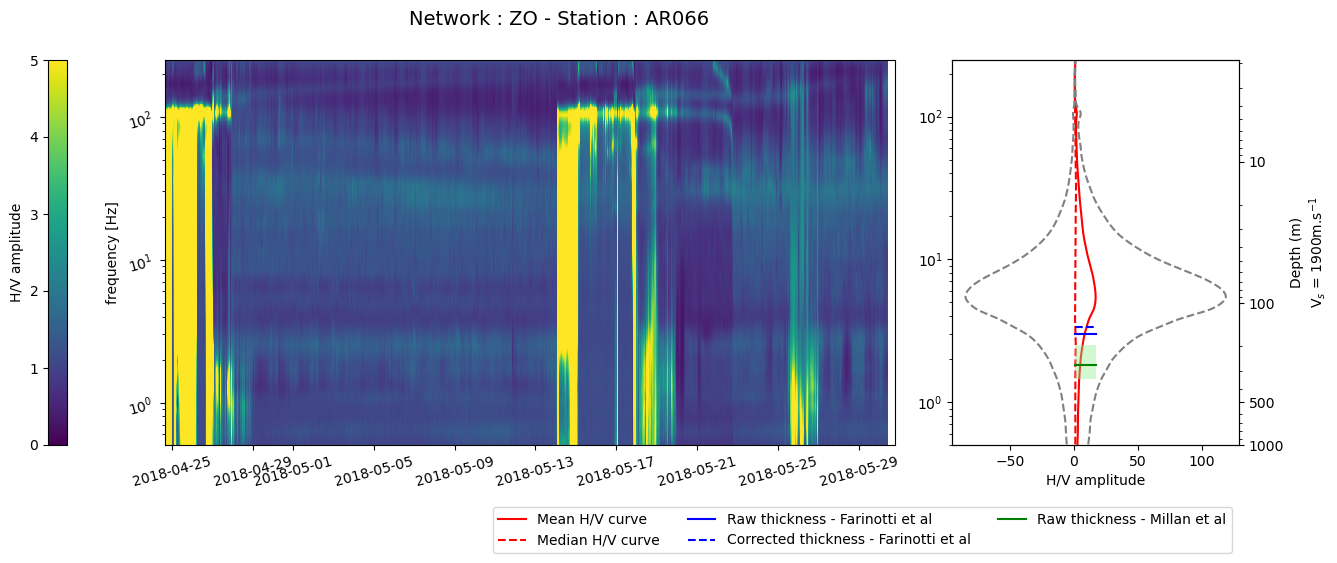 Network : ZO - Station : AR066
5
4
3
2
1
0
H/V amplitude
frequency [Hz]
10²
10¹
10⁰
2018-04-25
2018-04-29
2018-05-01
2018-05-05
2018-05-09
2018-05-13
2018-05-17
2018-05-21
2018-05-25
2018-05-29
10²
10¹
10⁰
−50
0
50
100
H/V amplitude
10
100
500
1000
Depth (m)
Vₛ = 1900m.s⁻¹
Mean H/V curve
Median H/V curve
Raw thickness - Farinotti et al
Corrected thickness - Farinotti et al
Raw thickness - Millan et al